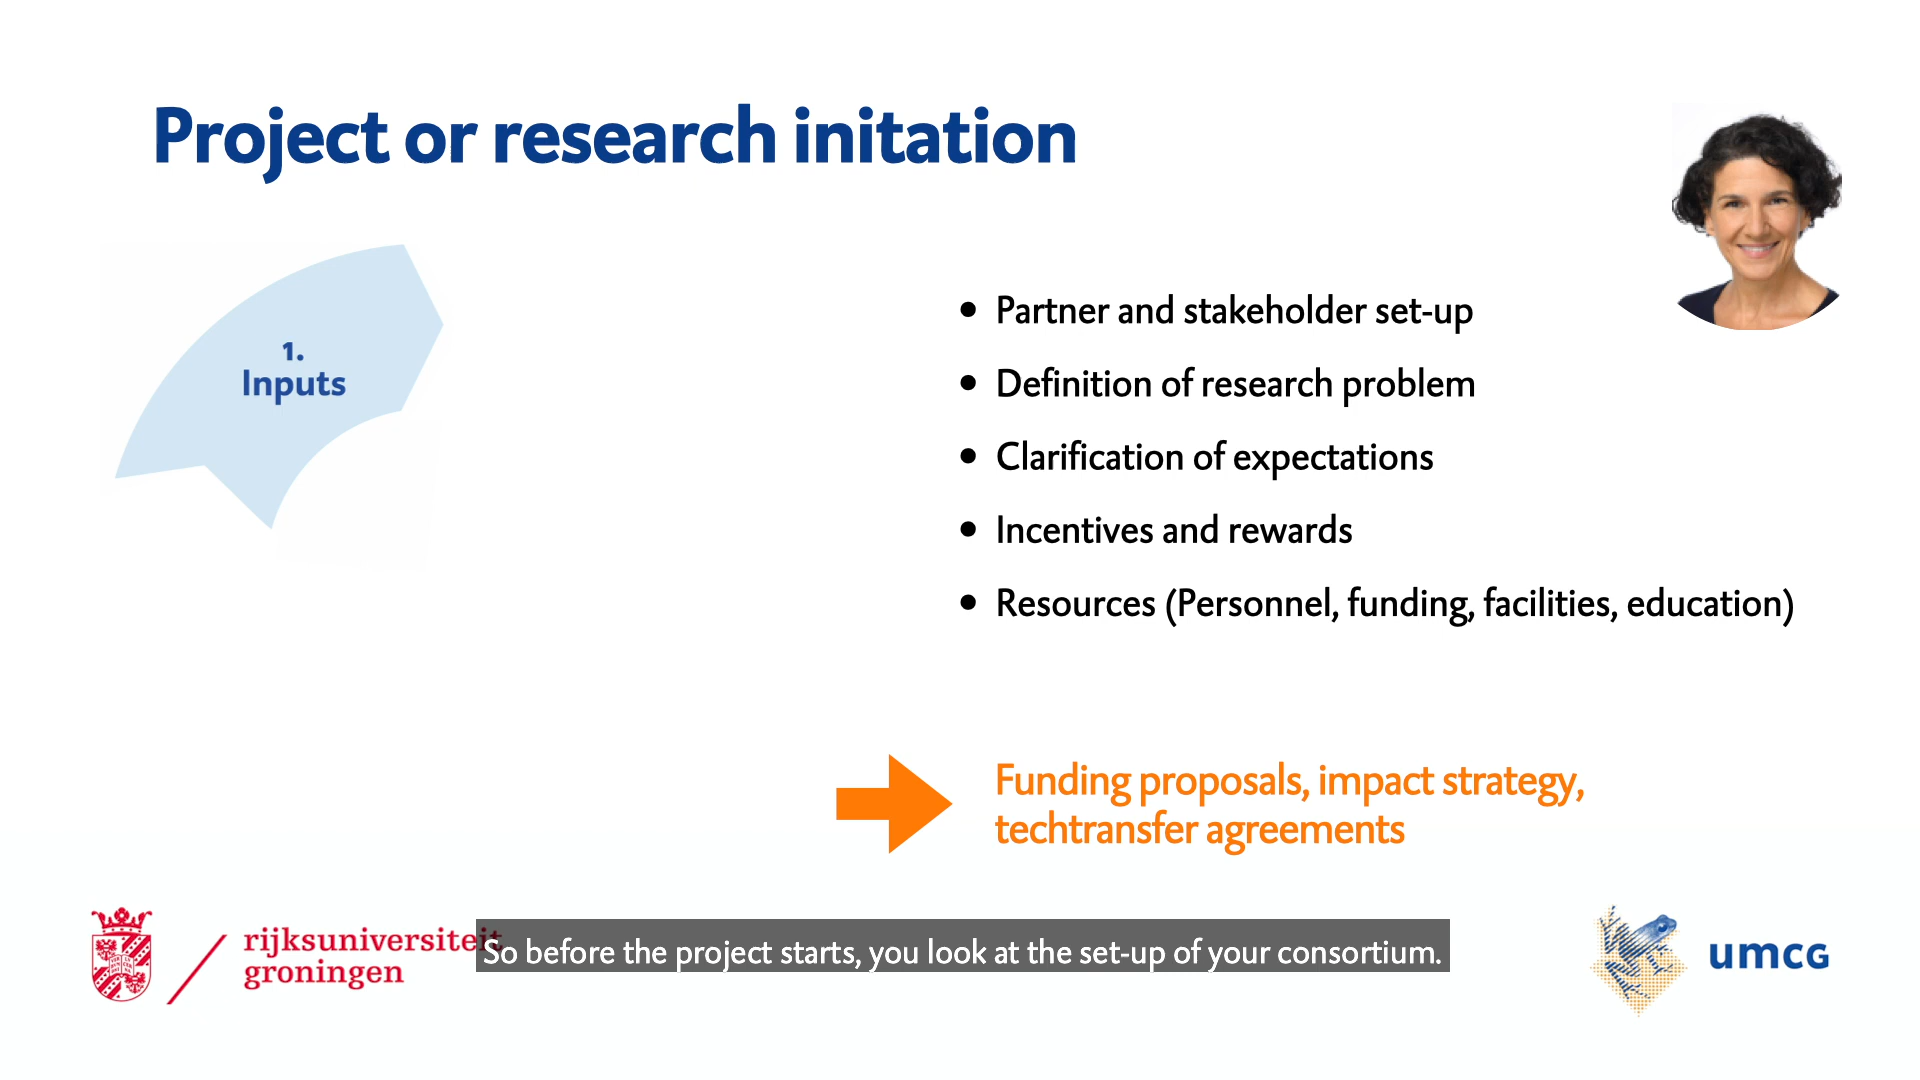 Project or research initation
1.
Inputs
• Partner and stakeholder set-up
• Definition of research problem
• Clarification of expectations
• Incentives and rewards
• Resources (Personnel, funding, facilities, education)
Funding proposals, impact strategy,
techtransfer agreements
rijksuniversiteit
groningen
So before the project starts, you look at the set-up of your consortium.
umcg